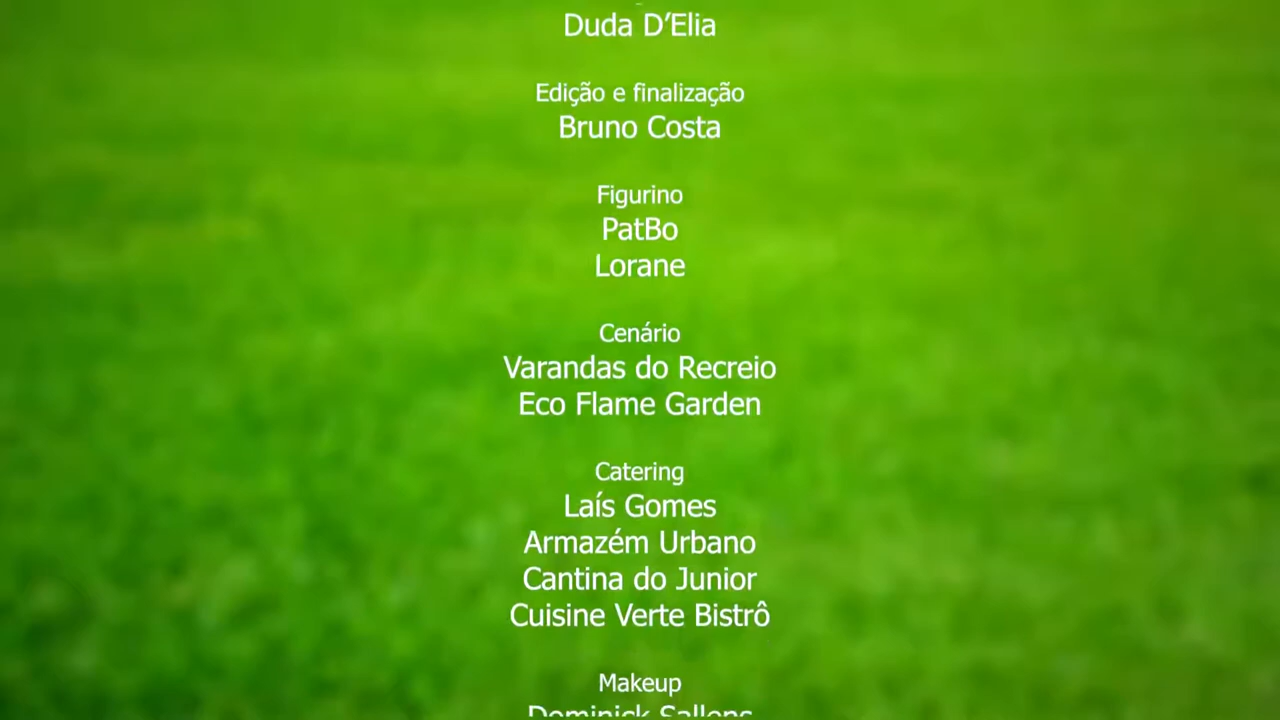 Duda D’Elia
Edição e finalização
Bruno Costa
Figurino
PatBo
Lorane
Cenário
Varandas do Recreio
Eco Flame Garden
Catering
Laís Gomes
Armazém Urbano
Cantina do Junior
Cuisine Verte Bistrô
Makeup